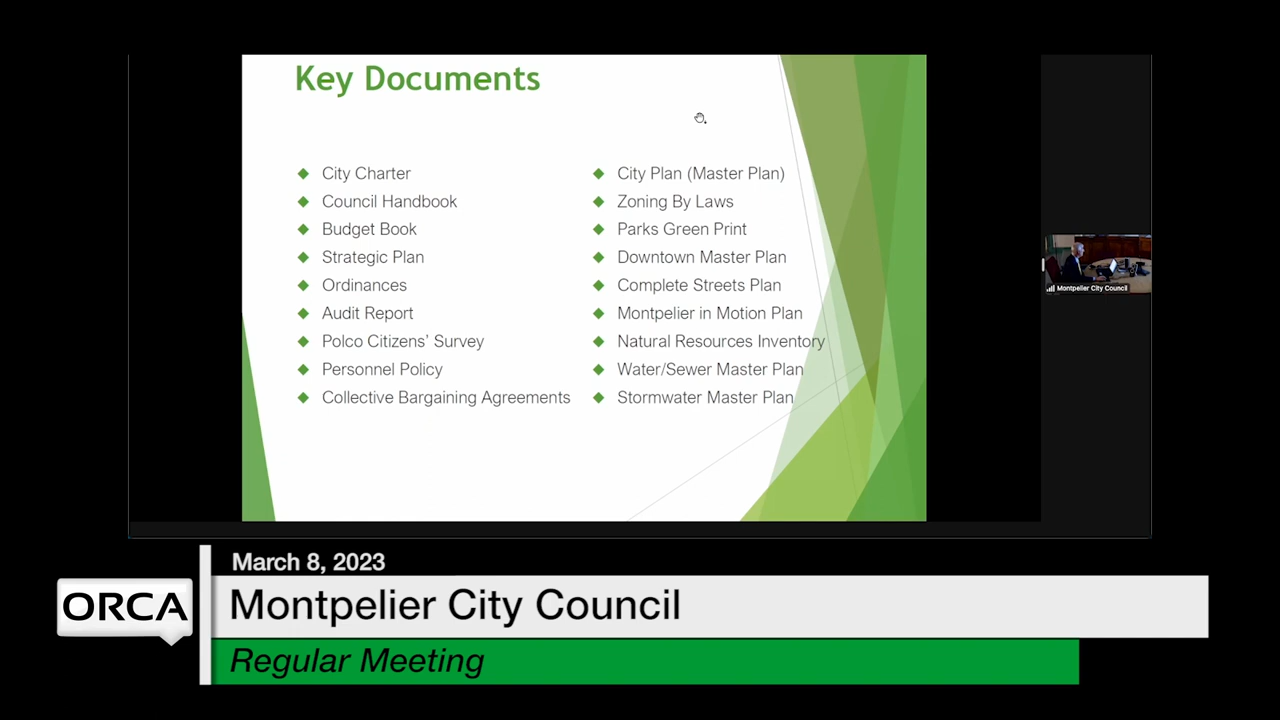 Key Documents
City Charter
Council Handbook
Budget Book
Strategic Plan
Ordinances
Audit Report
Polco Citizens' Survey
Personnel Policy
Collective Bargaining Agreements
City Plan (Master Plan)
Zoning By Laws
Parks Green Print
Downtown Master Plan
Complete Streets Plan
Montpelier in Motion Plan
Natural Resources Inventory
Water/Sewer Master Plan
Stormwater Master Plan
Montpelier City Council
March 8, 2023
ORCA
Montpelier City Council
Regular Meeting